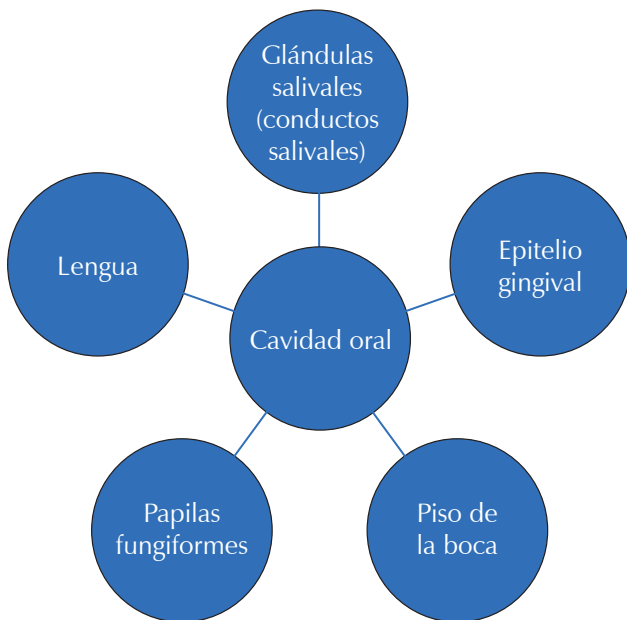 Glándulas
salivales
(conductos
salivales)
Lengua
Epitelio
gingival
Cavidad oral
Papilas
fungiformes
Piso de
la boca